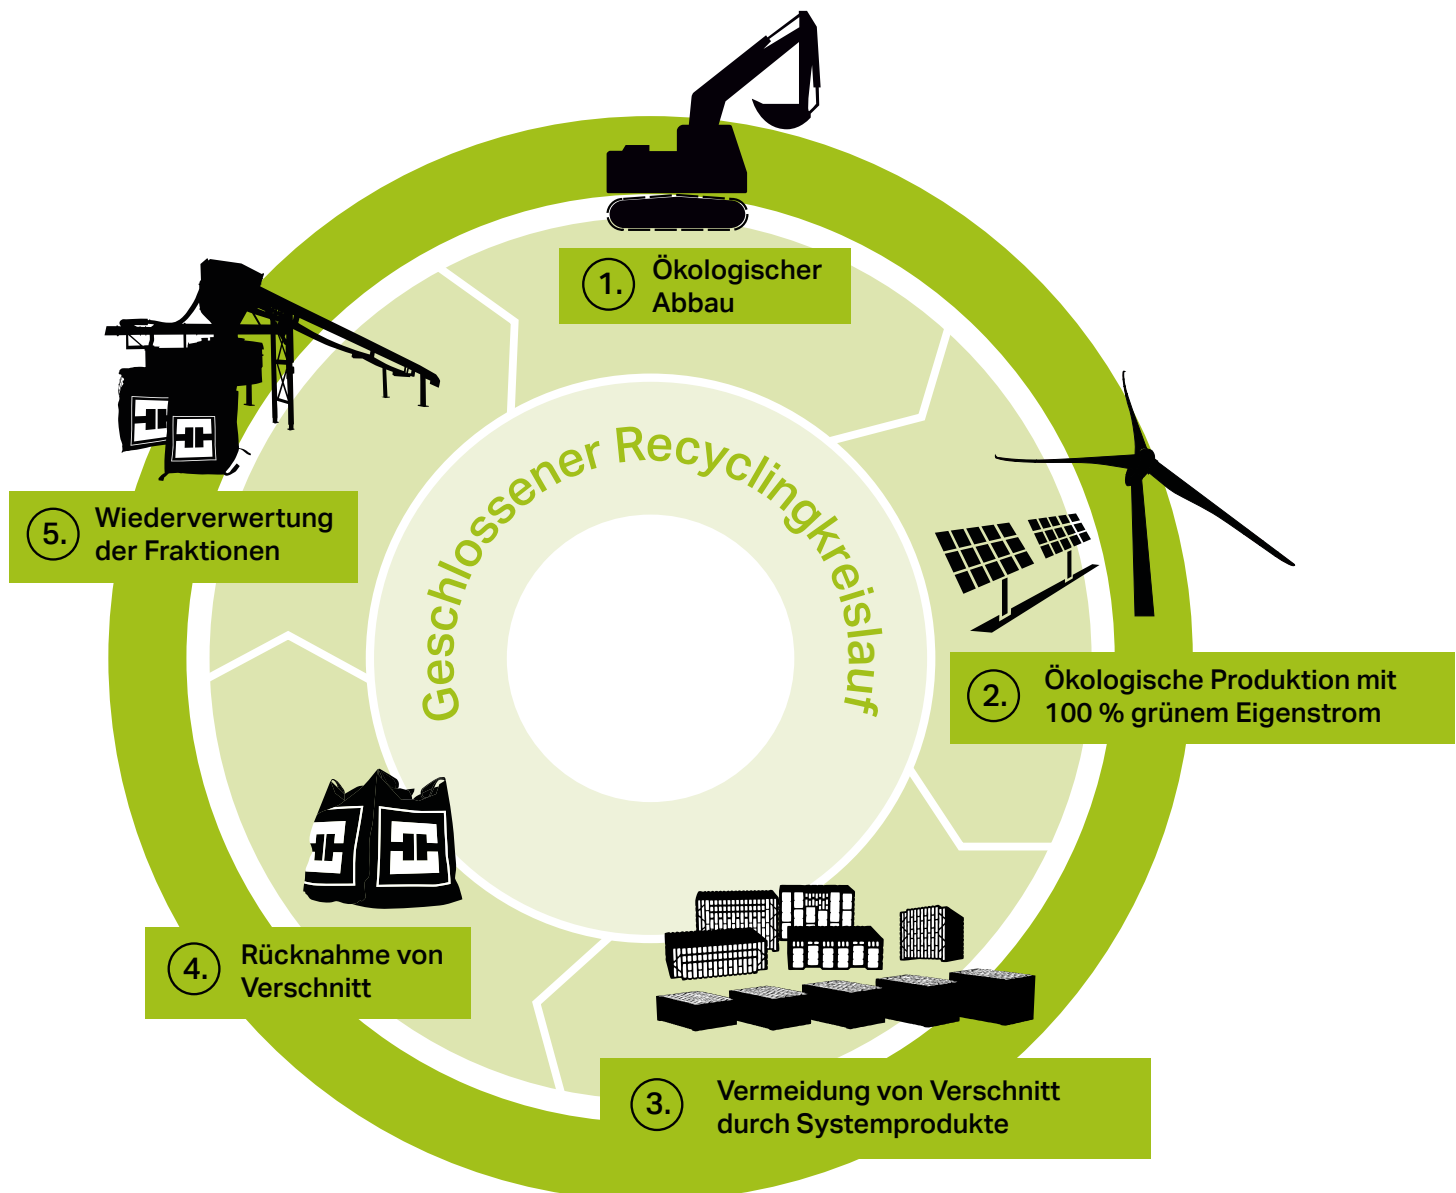 1.
Ökologischer
Abbau
Geschlossener Recyclingkreislauf
2.
Ökologische Produktion mit
100 % grünem Eigenstrom
3.
Vermeidung von Verschnitt
durch Systemprodukte
4.
Rücknahme von
Verschnitt
5.
Wiederverwertung
der Fraktionen